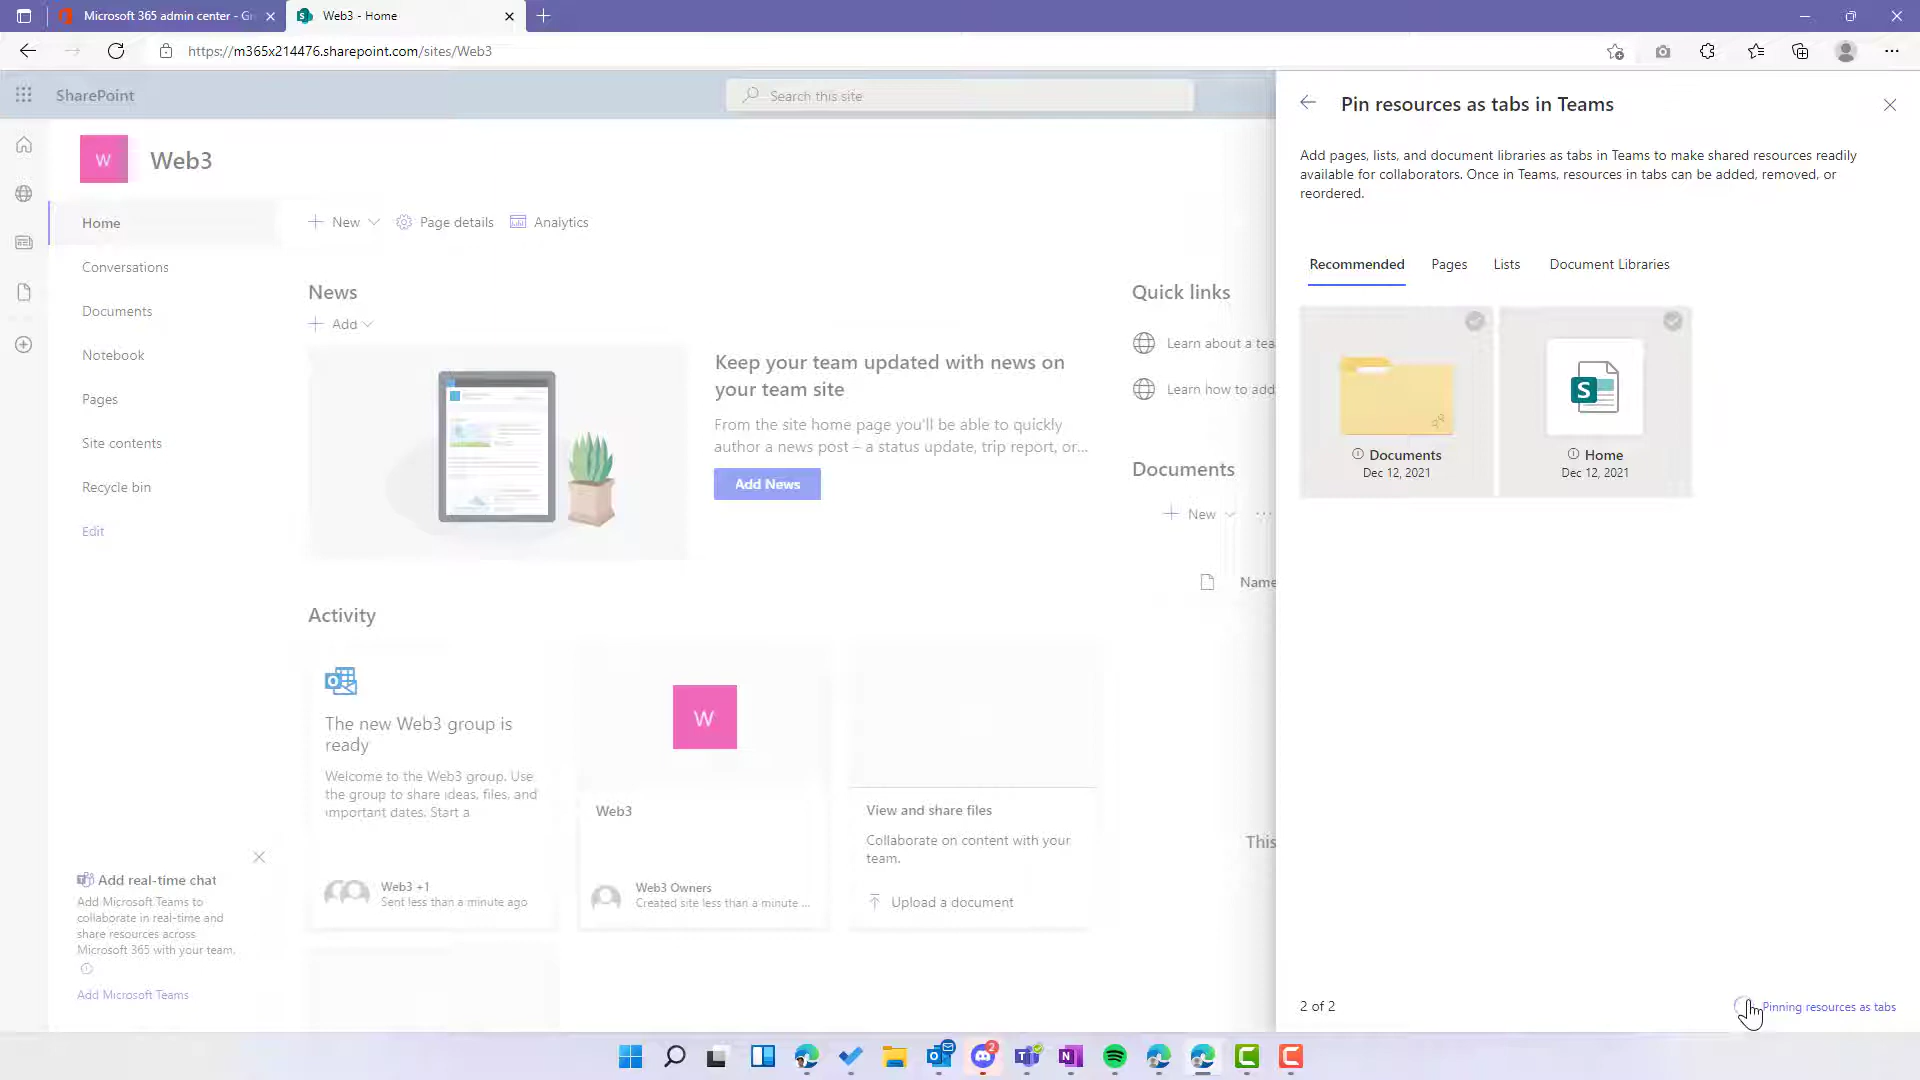 Microsoft 365 admin center - Gr
Web3 - Home
https://m365x214476.sharepoint.com/sites/Web3
SharePoint
Search this site
W
Web3
Home
Conversations
Documents
Notebook
Pages
Site contents
Recycle bin
Edit
New
Page details
Analytics
News
Add
Keep your team updated with news on
your team site
From the site home page you'll be able to quickly
author a news post – a status update, trip report, or...
Add News
Quick links
Learn about a tea
Learn how to add
Documents
New
Name
This
Activity
The new Web3 group is
ready
Welcome to the Web3 group. Use
the group to share ideas, files, and
important dates. Start a
Web3 +1
Sent less than a minute ago
W
Web3
Web3 Owners
Created site less than a minute ...
View and share files
Collaborate on content with your
team.
Upload a document
Add real-time chat
Add Microsoft Teams to
collaborate in real-time and
share resources across
Microsoft 365 with your team.
Add Microsoft Teams
Pin resources as tabs in Teams
Add pages, lists, and document libraries as tabs in Teams to make shared resources readily
available for collaborators. Once in Teams, resources in tabs can be added, removed, or
reordered.
Recommended
Pages
Lists
Document Libraries
Documents
Dec 12, 2021
S
Home
Dec 12, 2021
2 of 2
Pinning resources as tabs
2